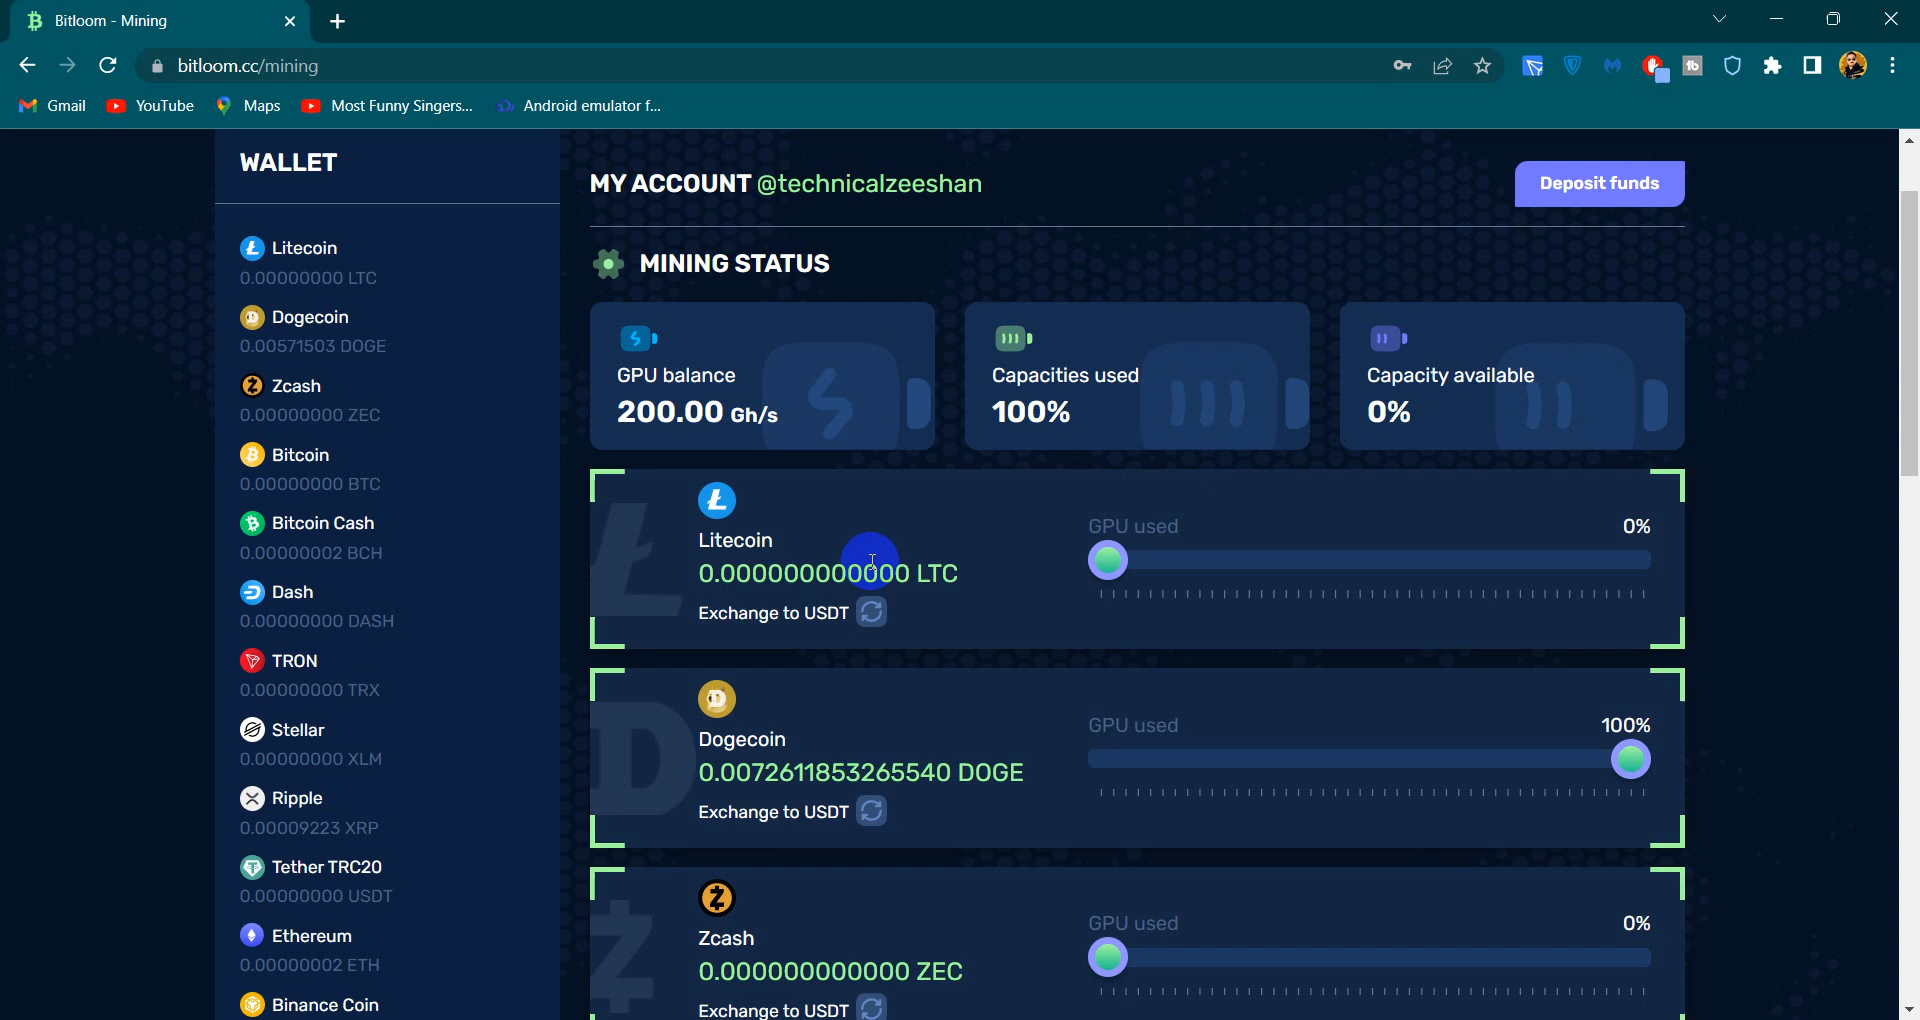 Bitloom - Mining
bitloom.cc/mining
Gmail YouTube Maps Most Funny Singers... Android emulator f...
WALLET
Litecoin
0.00000000 LTC
Dogecoin
0.00571503 DOGE
Zcash
0.00000000 ZEC
Bitcoin
0.00000000 BTC
Bitcoin Cash
0.00000002 BCH
Dash
0.00000000 DASH
TRON
0.00000000 TRX
Stellar
0.00000000 XLM
Ripple
0.00009223 XRP
Tether TRC20
0.00000000 USDT
Ethereum
0.00000002 ETH
Binance Coin
MY ACCOUNT @technicalzeeshan
Deposit funds
MINING STATUS
GPU balance
200.00 Gh/s
Capacities used
100%
Capacity available
0%
Litecoin
0.000000000000 LTC
Exchange to USDT
GPU used 0%
Dogecoin
0.0072611853265540 DOGE
Exchange to USDT
GPU used 100%
Zcash
0.000000000000 ZEC
Exchange to USDT
GPU used 0%